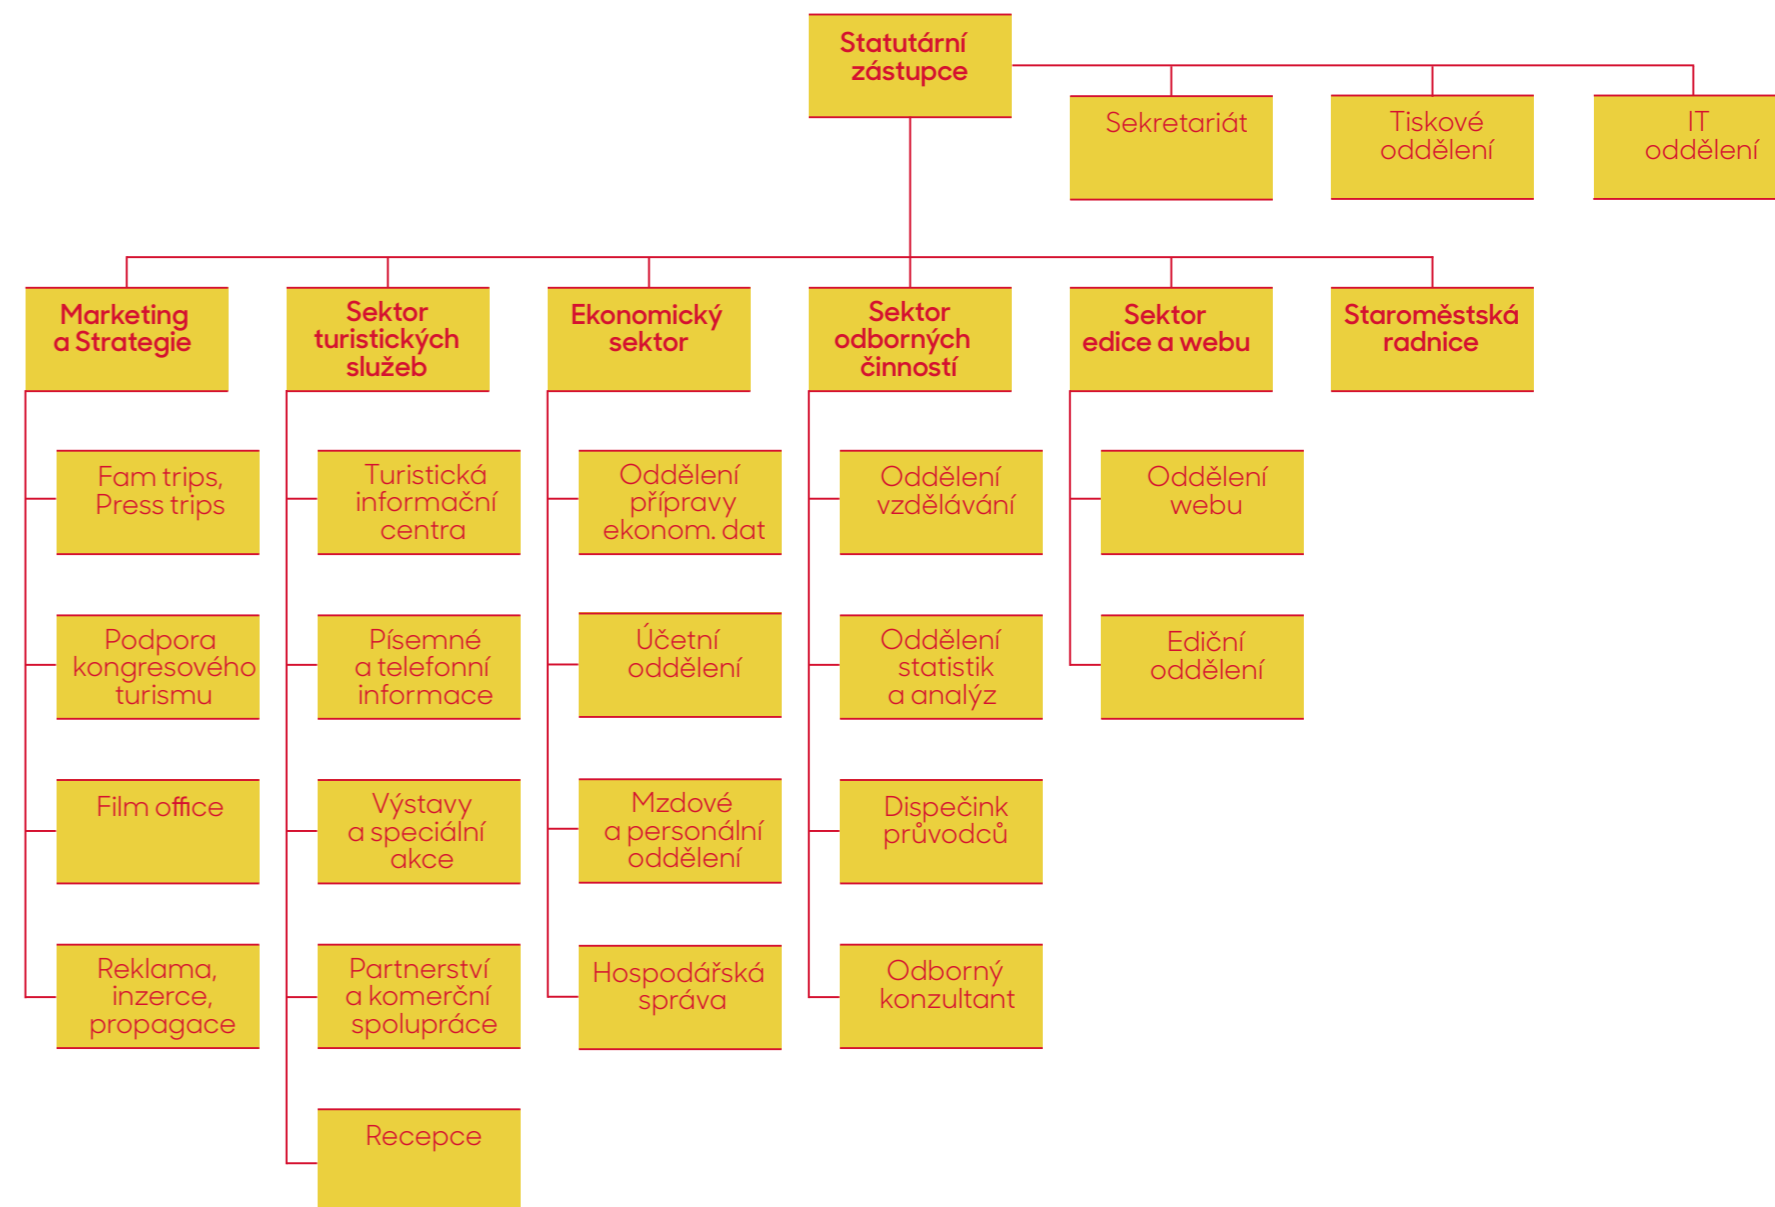 Statutární
zástupce
Sekretariát
Tiskové
oddělení
IT
oddělení
Marketing
a Strategie
Sektor
turistických
služeb
Ekonomický
sektor
Sektor
odborných
činností
Sektor
edice a webu
Staroměstská
radnice
Fam trips,
Press trips
Podpora
kongresového
turismu
Film office
Reklama,
inzerce,
propagace
Turistická
informační
centra
Písemné
a telefonní
informace
Výstavy
a speciální
akce
Partnerství
a komerční
spolupráce
Recepce
Oddělení
přípravy
ekonom. dat
Účetní
oddělení
Mzdové
a personální
oddělení
Hospodářská
správa
Oddělení
vzdělávání
Oddělení
statistik
a analýz
Dispečink
průvodců
Odborný
konzultant
Oddělení
webu
Ediční
oddělení